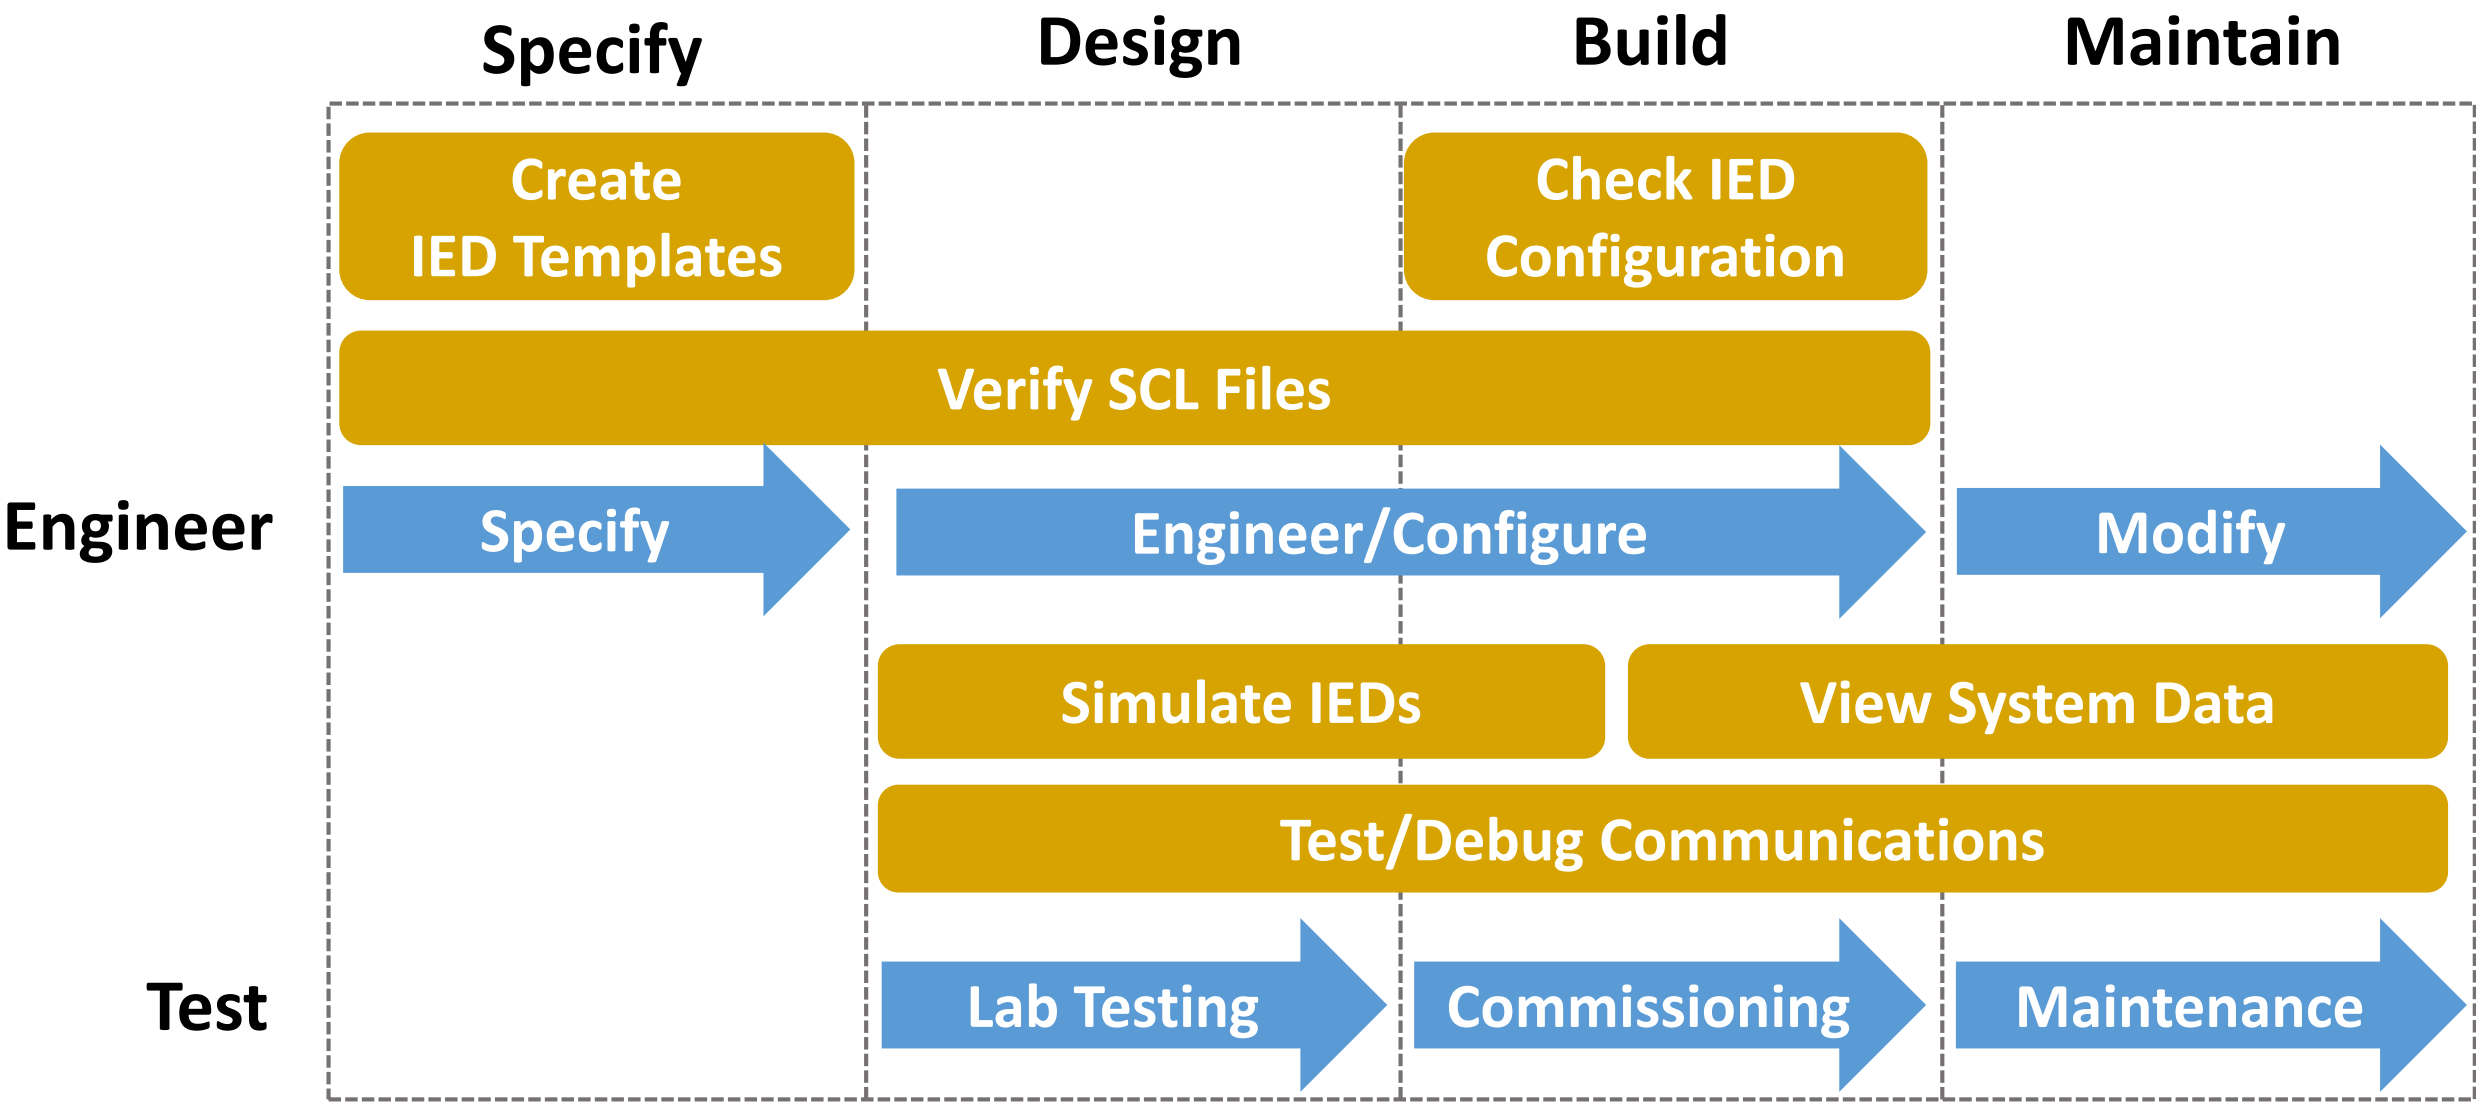 Specify
Design
Build
Maintain
Create
IED Templates
Check IED
Configuration
Verify SCL Files
Engineer
Specify
Engineer/Configure
Modify
Simulate IEDs
View System Data
Test/Debug Communications
Test
Lab Testing
Commissioning
Maintenance